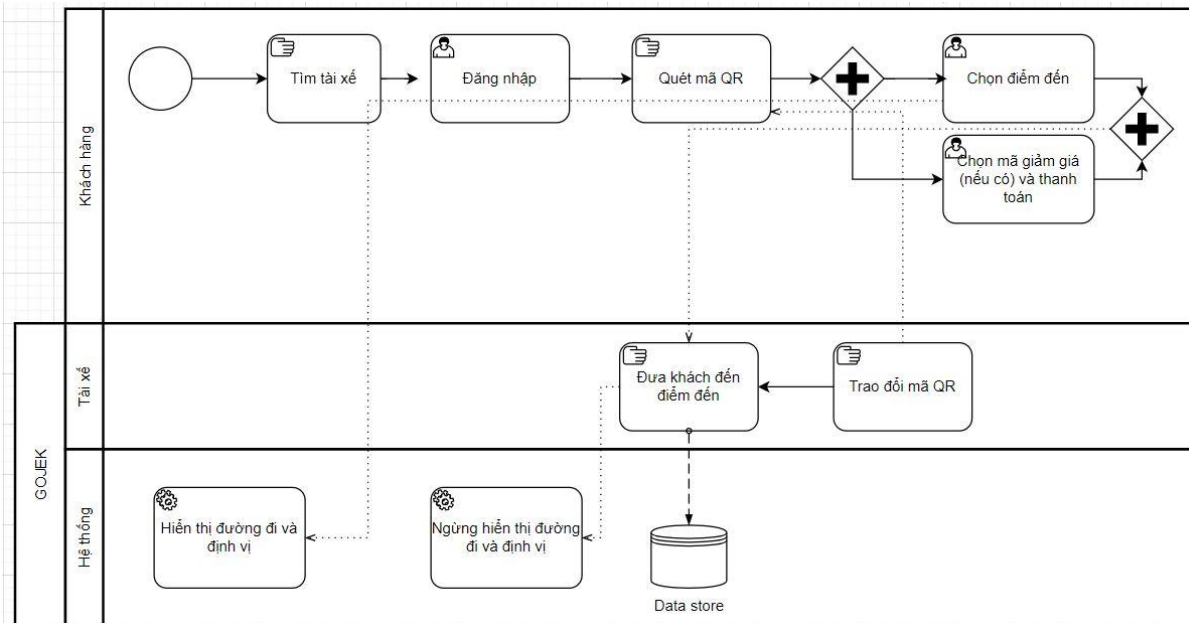 Khách hàng
Tìm tài xế
Đăng nhập
Quét mã QR
Chọn điểm đến
Chọn mã giảm giá
(nếu có) và thanh
toán
GOJEK
Tài xế
Đưa khách đến
điểm đến
Trao đổi mã QR
Hệ thống
Hiển thị đường đi và
định vị
Ngừng hiển thị đường
đi và định vị
Data store